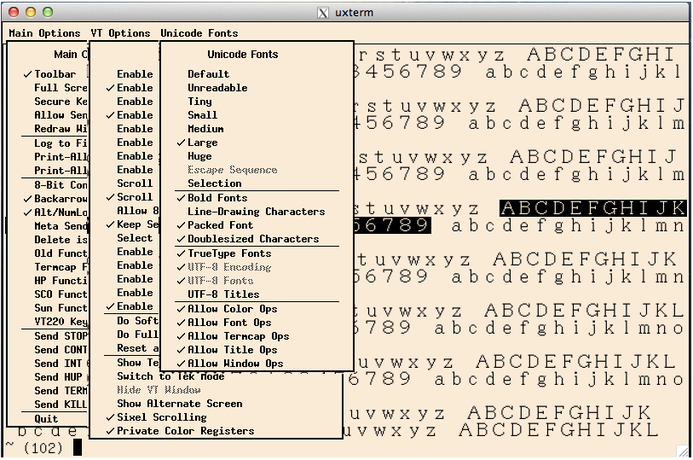 uxterm
Main Options VT Options Unicode Fonts
Main O
Toolbar
Full Scre
Secure Ke
Allow Sen
Redraw Wi
Log to Fi
Print-All
Print-All
8-Bit Con
Backarrow
Alt/NumLo
Meta Send
Delete is
Old Funct
Termcap F
HP Functi
SCO Funct
Sun Funct
VT220 Key
Send STOP
Send CONT
Send INT
Send HUP
Send TERM
Send KILL
Quit
Enable
Enable
Enable
Enable
Enable
Enable
Enable
Enable
Scroll
Scroll
Allow 8
Keep Se
Select
Enable
Enable
Enable
Enable
Enable
Do Soft
Do Full
Reset a
Show Te
Switch to Tek Mode
Hide VT Window
Show Alternate Screen
Sixel Scrolling
Private Color Registers
Unicode Fonts
Default
Unreadable
Tiny
Small
Medium
Large
Huge
Escape Sequence
Selection
Bold Fonts
Line-Drawing Characters
Packed Font
Doublesized Characters
TrueType Fonts
UTF-8 Encoding
UTF-8 Fonts
UTF-8 Titles
Allow Color Ops
Allow Font Ops
Allow Termcap Ops
Allow Title Ops
Allow Window Ops
rstuvwxyz ABCDEFGHI
3456789 abcdefghijkl
rstuvwxyz ABCDEFGHIJ
456789 abcdefghijklm
rstuvwxyz ABCDEFGHIJ
456789 abcdefghijklm
stuvwxyz ABCDEFGHIJK
56789 abcdefghijklmn
stuvwxyz ABCDEFGHIJK
56789 abcdefghijklmn
stuvwxyz ABCDEFGHIJKL
6789 abcdefghijklmno
stuvwxyz ABCDEFGHIJKL
6789 abcdefghijklmno
stuvwxyz ABCDEFGHIJK
bcde
uvwxyz ABCDEFGHIJKL
~ (102)